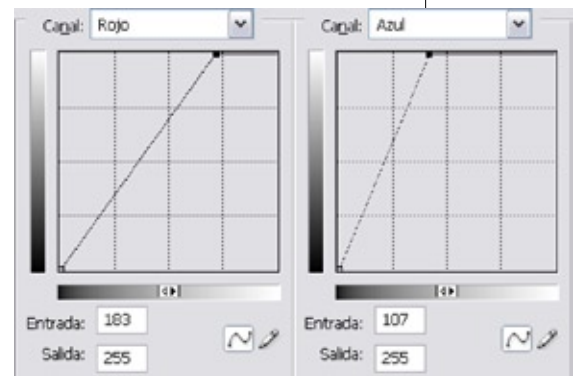 Canal: Rojo
Entrada: 183
Salida: 255
Canal: Azul
Entrada: 107
Salida: 255